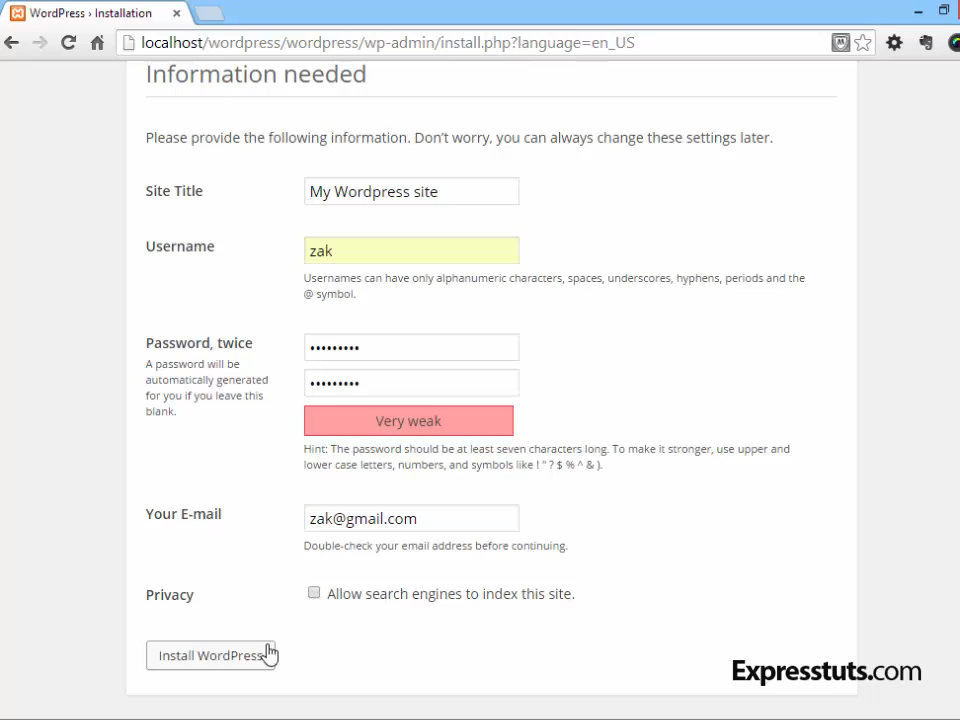 WordPress › Installation
localhost/wordpress/wordpress/wp-admin/install.php?language=en_US
Information needed
Please provide the following information. Don’t worry, you can always change these settings later.
Site Title
My Wordpress site
Username
zak
Usernames can have only alphanumeric characters, spaces, underscores, hyphens, periods and the
@ symbol.
Password, twice
A password will be
automatically generated
for you if you leave this
blank.
•••••••••
•••••••••
Very weak
Hint: The password should be at least seven characters long. To make it stronger, use upper and
lower case letters, numbers, and symbols like ! " ? $ % ^ & ).
Your E-mail
zak@gmail.com
Double-check your email address before continuing.
Privacy
Allow search engines to index this site.
Install WordPress
Expresstuts.com